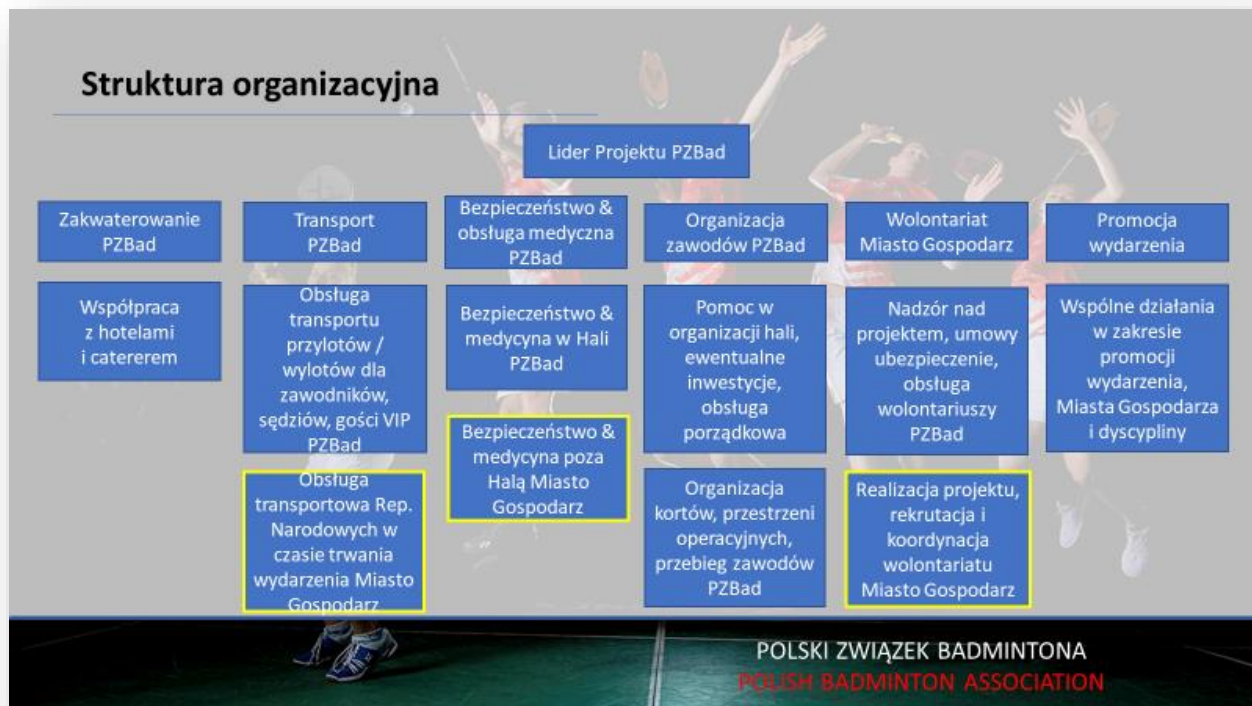 Struktura organizacyjna
Lider Projektu PZBad
Zakwaterowanie
PZBad
Transport
PZBad
Bezpieczeństwo &
obsługa medyczna
PZBad
Organizacja
zawodów PZBad
Wolontariat
Miasto Gospodarz
Promocja
wydarzenia
Współpraca
z hotelami
i catererem
Obsługa
transportu
przylotów /
wylotów dla
zawodników,
sędziów, gości VIP
PZBad
Bezpieczeństwo &
medycyna w Hali
PZBad
Pomoc w
organizacji hali,
ewentualne
inwestycje,
obsługa
porządkowa
Nadzór nad
projektem, umowy
ubezpieczenie,
obsługa
wolontariuszy
PZBad
Wspólne działania
w zakresie
promocji
wydarzenia,
Miasta Gospodarza
i dyscypliny
Obsługa
transportowa Rep.
Narodowych w
czasie trwania
wydarzenia Miasto
Gospodarz
Bezpieczeństwo &
medycyna poza
Halą Miasto
Gospodarz
Organizacja
kortów, przestrzeni
operacyjnych,
przebieg zawodów
PZBad
Realizacja projektu,
rekrutacja i
koordynacja
wolontariatu
Miasto Gospodarz
POLSKI ZWIĄZEK BADMINTONA
POLISH BADMINTON ASSOCIATION